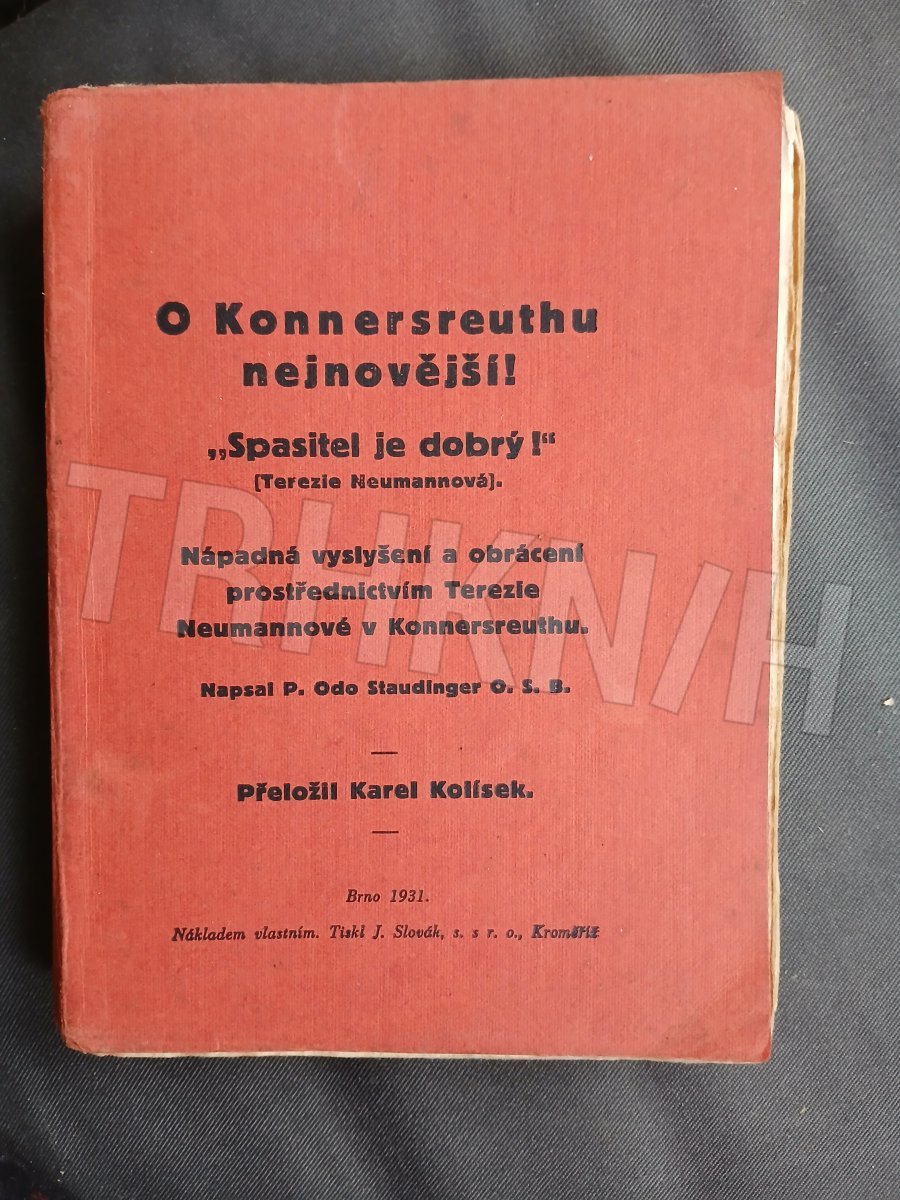 O Konnersreuthu
nejnovější!
„Spasitel je dobrý!“
(Terezie Neumannová).
Nápadná vyslyšení a obrácení
prostřednictvím Terezie
Neumannové v Konnersreuthu.
Napsal P. Odo Staudinger O. S. B.
Přeložil Karel Kolísek.
Brno 1931.
Nákladem vlastním. Tiskl J. Slovák, s. s r. o., Kroměříž
TRHKNIH